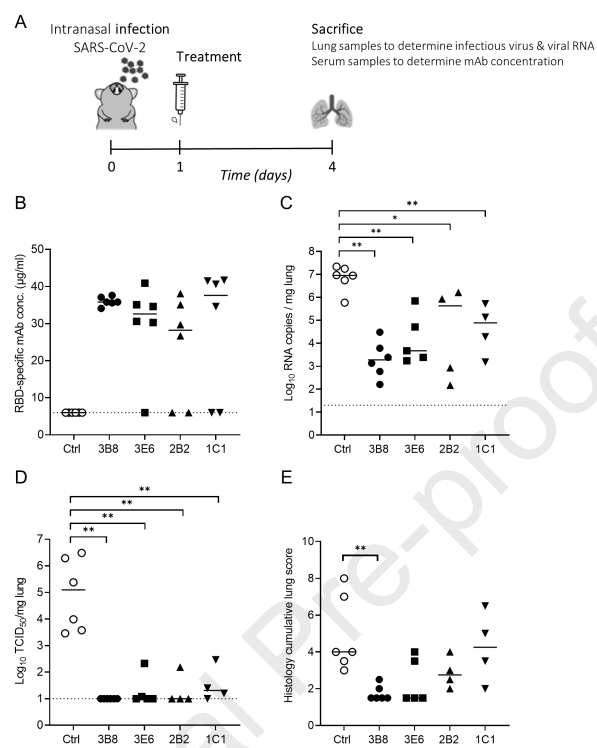 A
Intranasal infection
SARS-CoV-2
Treatment
Sacrifice
Lung samples to determine infectious virus & viral RNA
Serum samples to determine mAb concentration
0
1
4
Time (days)
B
RBD-specific mAb conc. (µg/ml)
50
40
30
20
10
0
Ctrl 3B8 3E6 2B2 1C1
C
**
*
**
**
Log10 RNA copies / mg lung
8
7
6
5
4
3
2
1
0
Ctrl 3B8 3E6 2B2 1C1
D
**
**
**
**
Log10 TCID50/mg lung
7
6
5
4
3
2
1
0
Ctrl 3B8 3E6 2B2 1C1
E
**
Histology cumulative lung score
10
8
6
4
2
0
Ctrl 3B8 3E6 2B2 1C1
Pre-proof